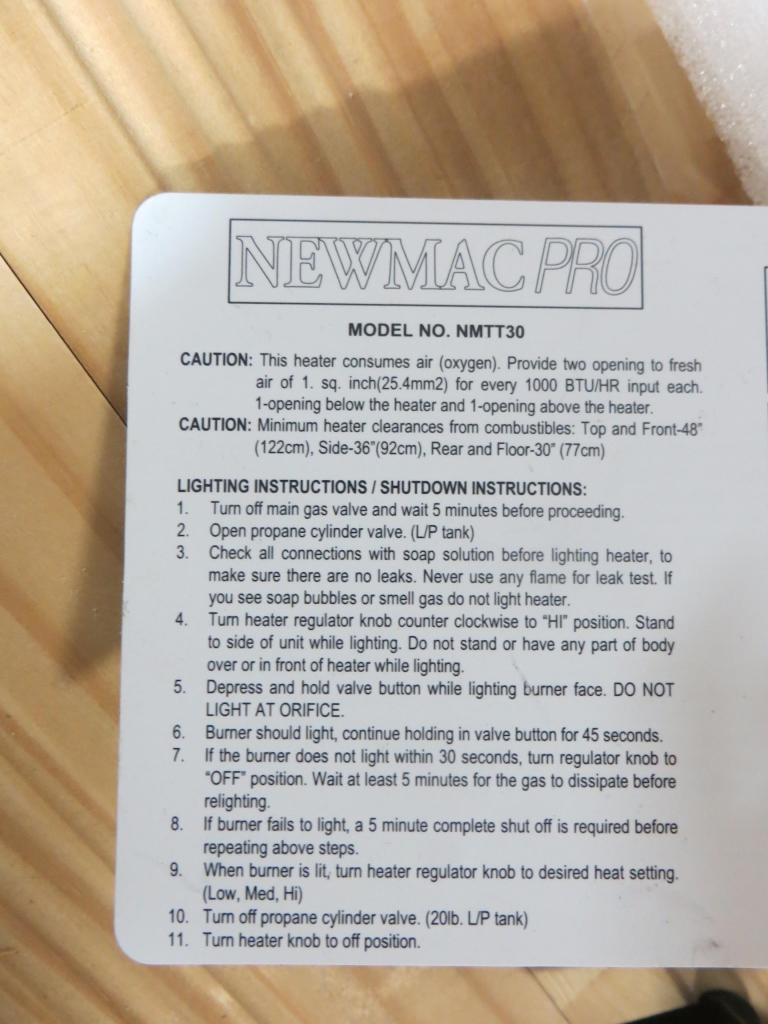 NEWMAC PRO
MODEL NO. NMTT30
CAUTION: This heater consumes air (oxygen). Provide two opening to fresh
air of 1. sq. inch(25.4mm2) for every 1000 BTU/HR input each.
1-opening below the heater and 1-opening above the heater.
CAUTION: Minimum heater clearances from combustibles: Top and Front-48"
(122cm), Side-36"(92cm), Rear and Floor-30" (77cm)
LIGHTING INSTRUCTIONS / SHUTDOWN INSTRUCTIONS:
1. Turn off main gas valve and wait 5 minutes before proceeding.
2. Open propane cylinder valve. (L/P tank)
3. Check all connections with soap solution before lighting heater, to
make sure there are no leaks. Never use any flame for leak test. If
you see soap bubbles or smell gas do not light heater.
4. Turn heater regulator knob counter clockwise to “HI” position. Stand
to side of unit while lighting. Do not stand or have any part of body
over or in front of heater while lighting.
5. Depress and hold valve button while lighting burner face. DO NOT
LIGHT AT ORIFICE.
6. Burner should light, continue holding in valve button for 45 seconds.
7. If the burner does not light within 30 seconds, turn regulator knob to
“OFF” position. Wait at least 5 minutes for the gas to dissipate before
relighting.
8. If burner fails to light, a 5 minute complete shut off is required before
repeating above steps.
9. When burner is lit, turn heater regulator knob to desired heat setting.
(Low, Med, Hi)
10. Turn off propane cylinder valve. (20lb. L/P tank)
11. Turn heater knob to off position.